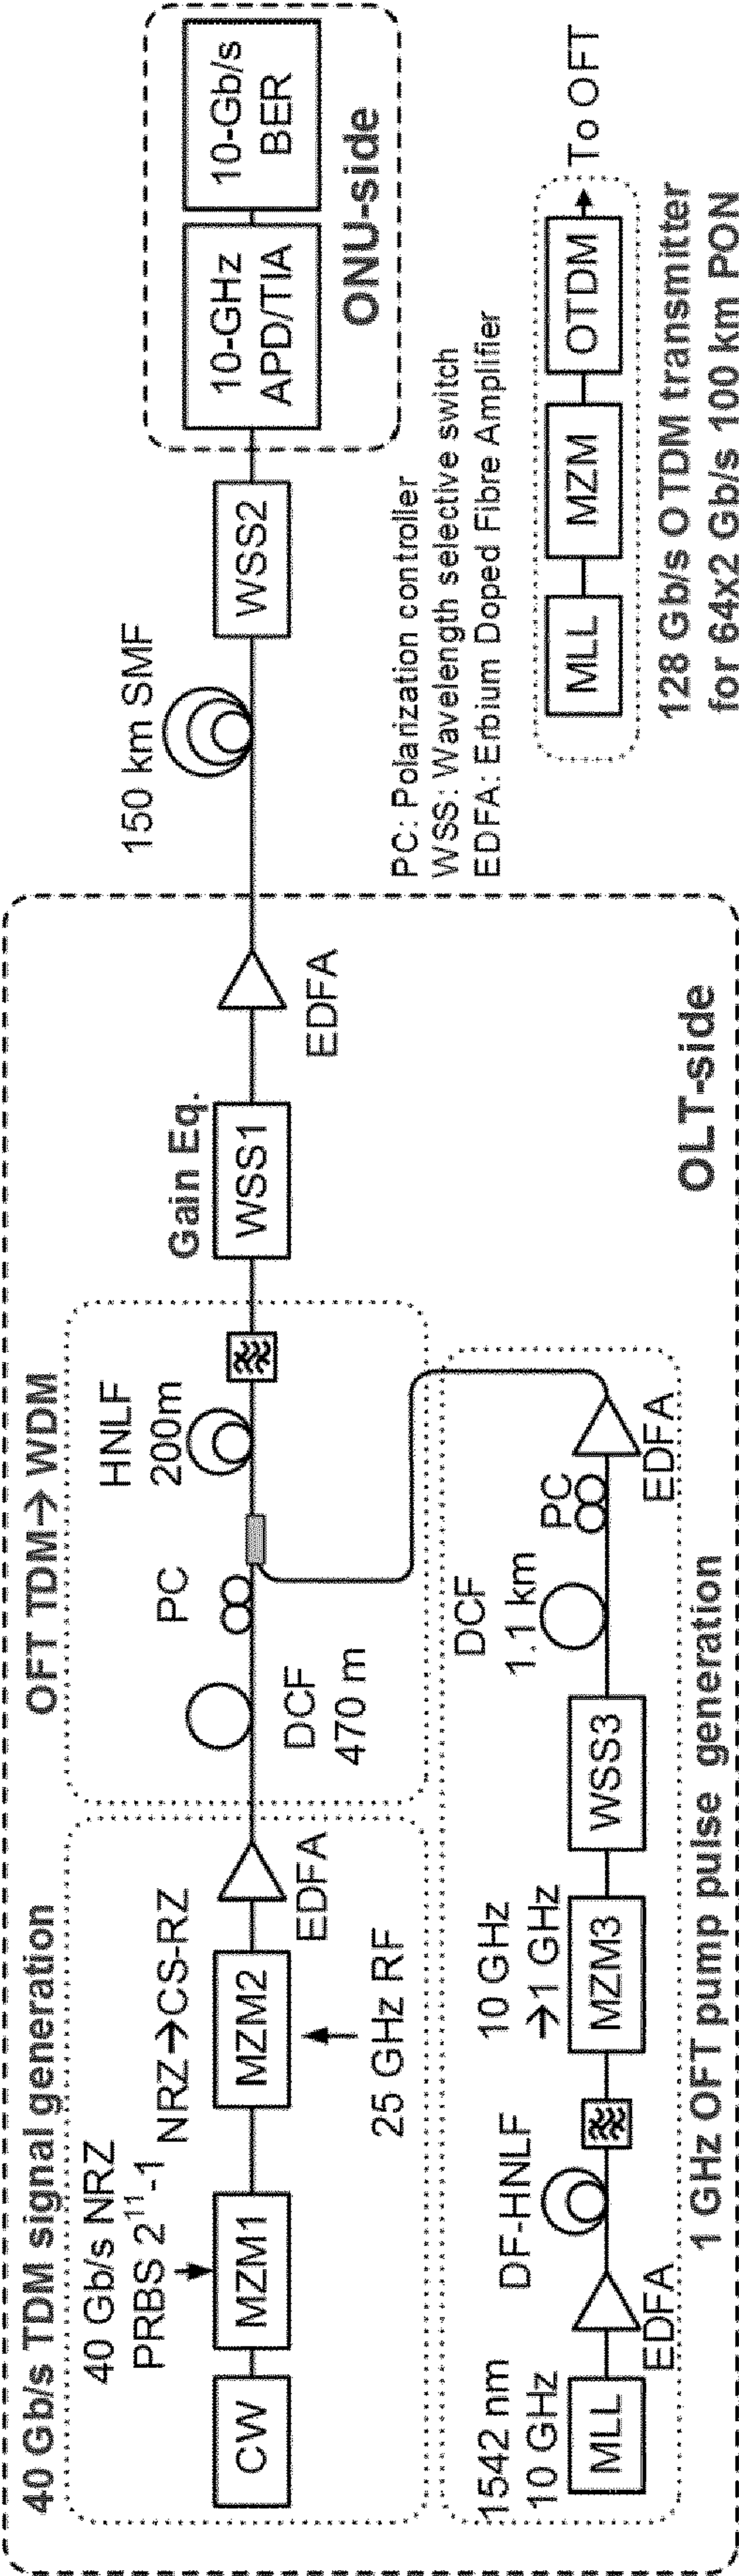 40 Gb/s TDM signal generation
40 Gb/s NRZ
PRBS 2¹¹-1
NRZ→CS-RZ
CW
MZM1
MZM2
25 GHz RF
EDFA
OFT TDM→ WDM
DCF
470 m
PC
HNLF
200m
Gain Eq.
WSS1
EDFA
OLT-side
1542 nm
10 GHz
MLL
EDFA
DF-HNLF
10 GHz
→1 GHz
MZM3
WSS3
DCF
1.1 km
PC
EDFA
1 GHz OFT pump pulse generation
150 km SMF
WSS2
10-GHz
APD/TIA
10-Gb/s
BER
ONU-side
PC: Polarization controller
WSS: Wavelength selective switch
EDFA: Erbium Doped Fibre Amplifier
MLL
MZM
OTDM
To OFT
128 Gb/s OTDM transmitter
for 64x2 Gb/s 100 km PON